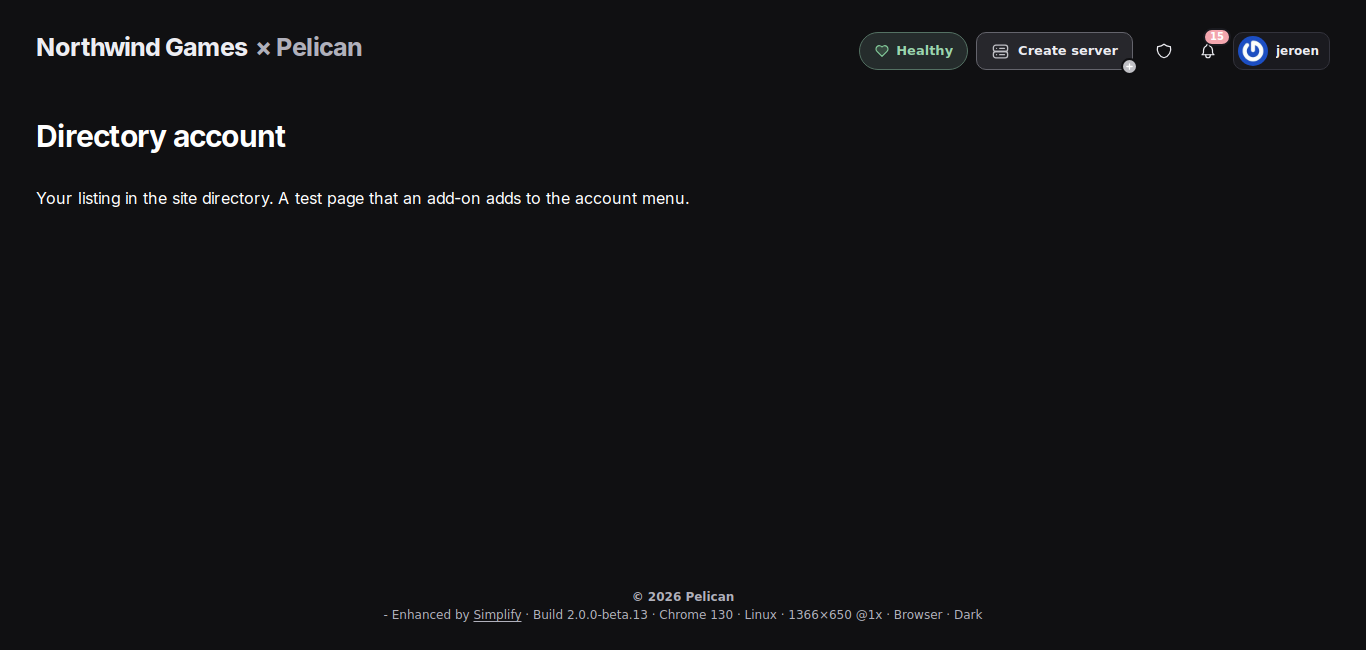 Northwind Games × Pelican
Healthy
Create server
15
jeroen
Directory account
Your listing in the site directory. A test page that an add-on adds to the account menu.
© 2026 Pelican
- Enhanced by Simplify · Build 2.0.0-beta.13 · Chrome 130 · Linux · 1366×650 @1x · Browser · Dark